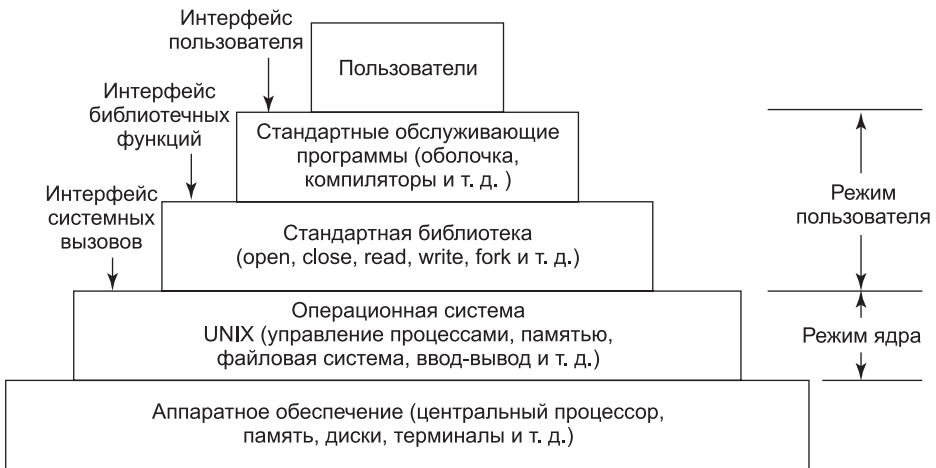 Интерфейс
пользователя
Пользователи
Интерфейс
библиотечных
функций
Стандартные обслуживающие
программы (оболочка,
компиляторы и т. д. )
Режим
пользователя
Интерфейс
системных
вызовов
Стандартная библиотека
(open, close, read, write, fork и т. д.)
Операционная система
UNIX (управление процессами, памятью,
файловая система, ввод-вывод и т. д.)
Режим ядра
Аппаратное обеспечение (центральный процессор,
память, диски, терминалы и т. д.)